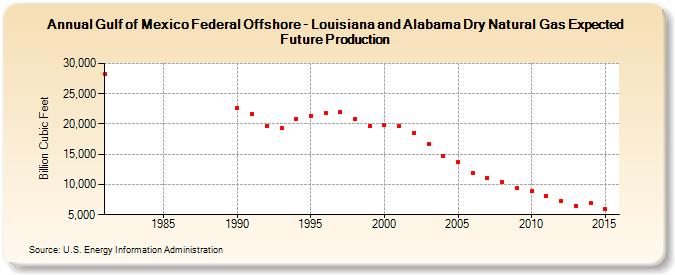 Annual Gulf of Mexico Federal Offshore - Louisiana and Alabama Dry Natural Gas Expected
Future Production
Billion Cubic Feet
30,000
25,000
20,000
15,000
10,000
5,000
1985 1990 1995 2000 2005 2010 2015
Source: U.S. Energy Information Administration